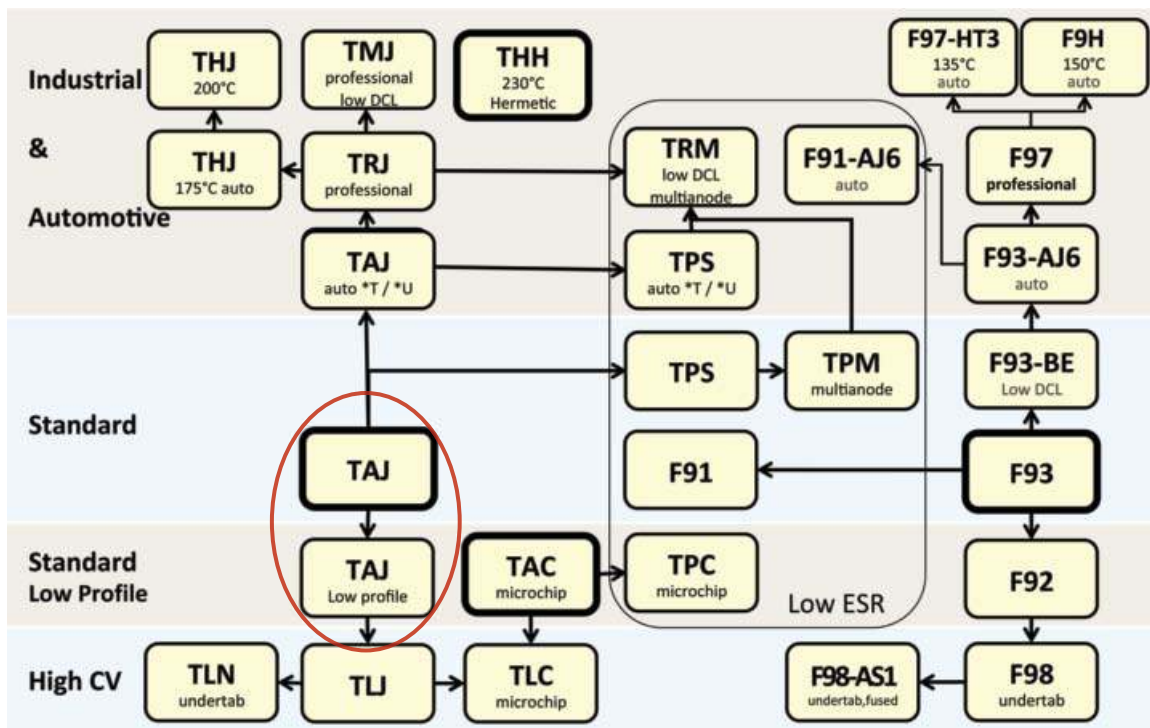 Industrial
&
Automotive
THJ
200°C
TMJ
professional
low DCL
THH
230°C
Hermetic
F97-HT3
135°C
auto
F9H
150°C
auto
THJ
175°C auto
TRJ
professional
TRM
low DCL
multianode
F91-AJ6
auto
F97
professional
TAJ
auto *T / *U
TPS
auto *T / *U
F93-AJ6
auto
Standard
TPS
TPM
multianode
F93-BE
Low DCL
TAJ
F91
F93
Standard
Low Profile
TAJ
Low profile
TAC
microchip
TPC
microchip
Low ESR
F92
High CV
TLN
undertab
TLJ
TLC
microchip
F98-AS1
undertab,fused
F98
undertab